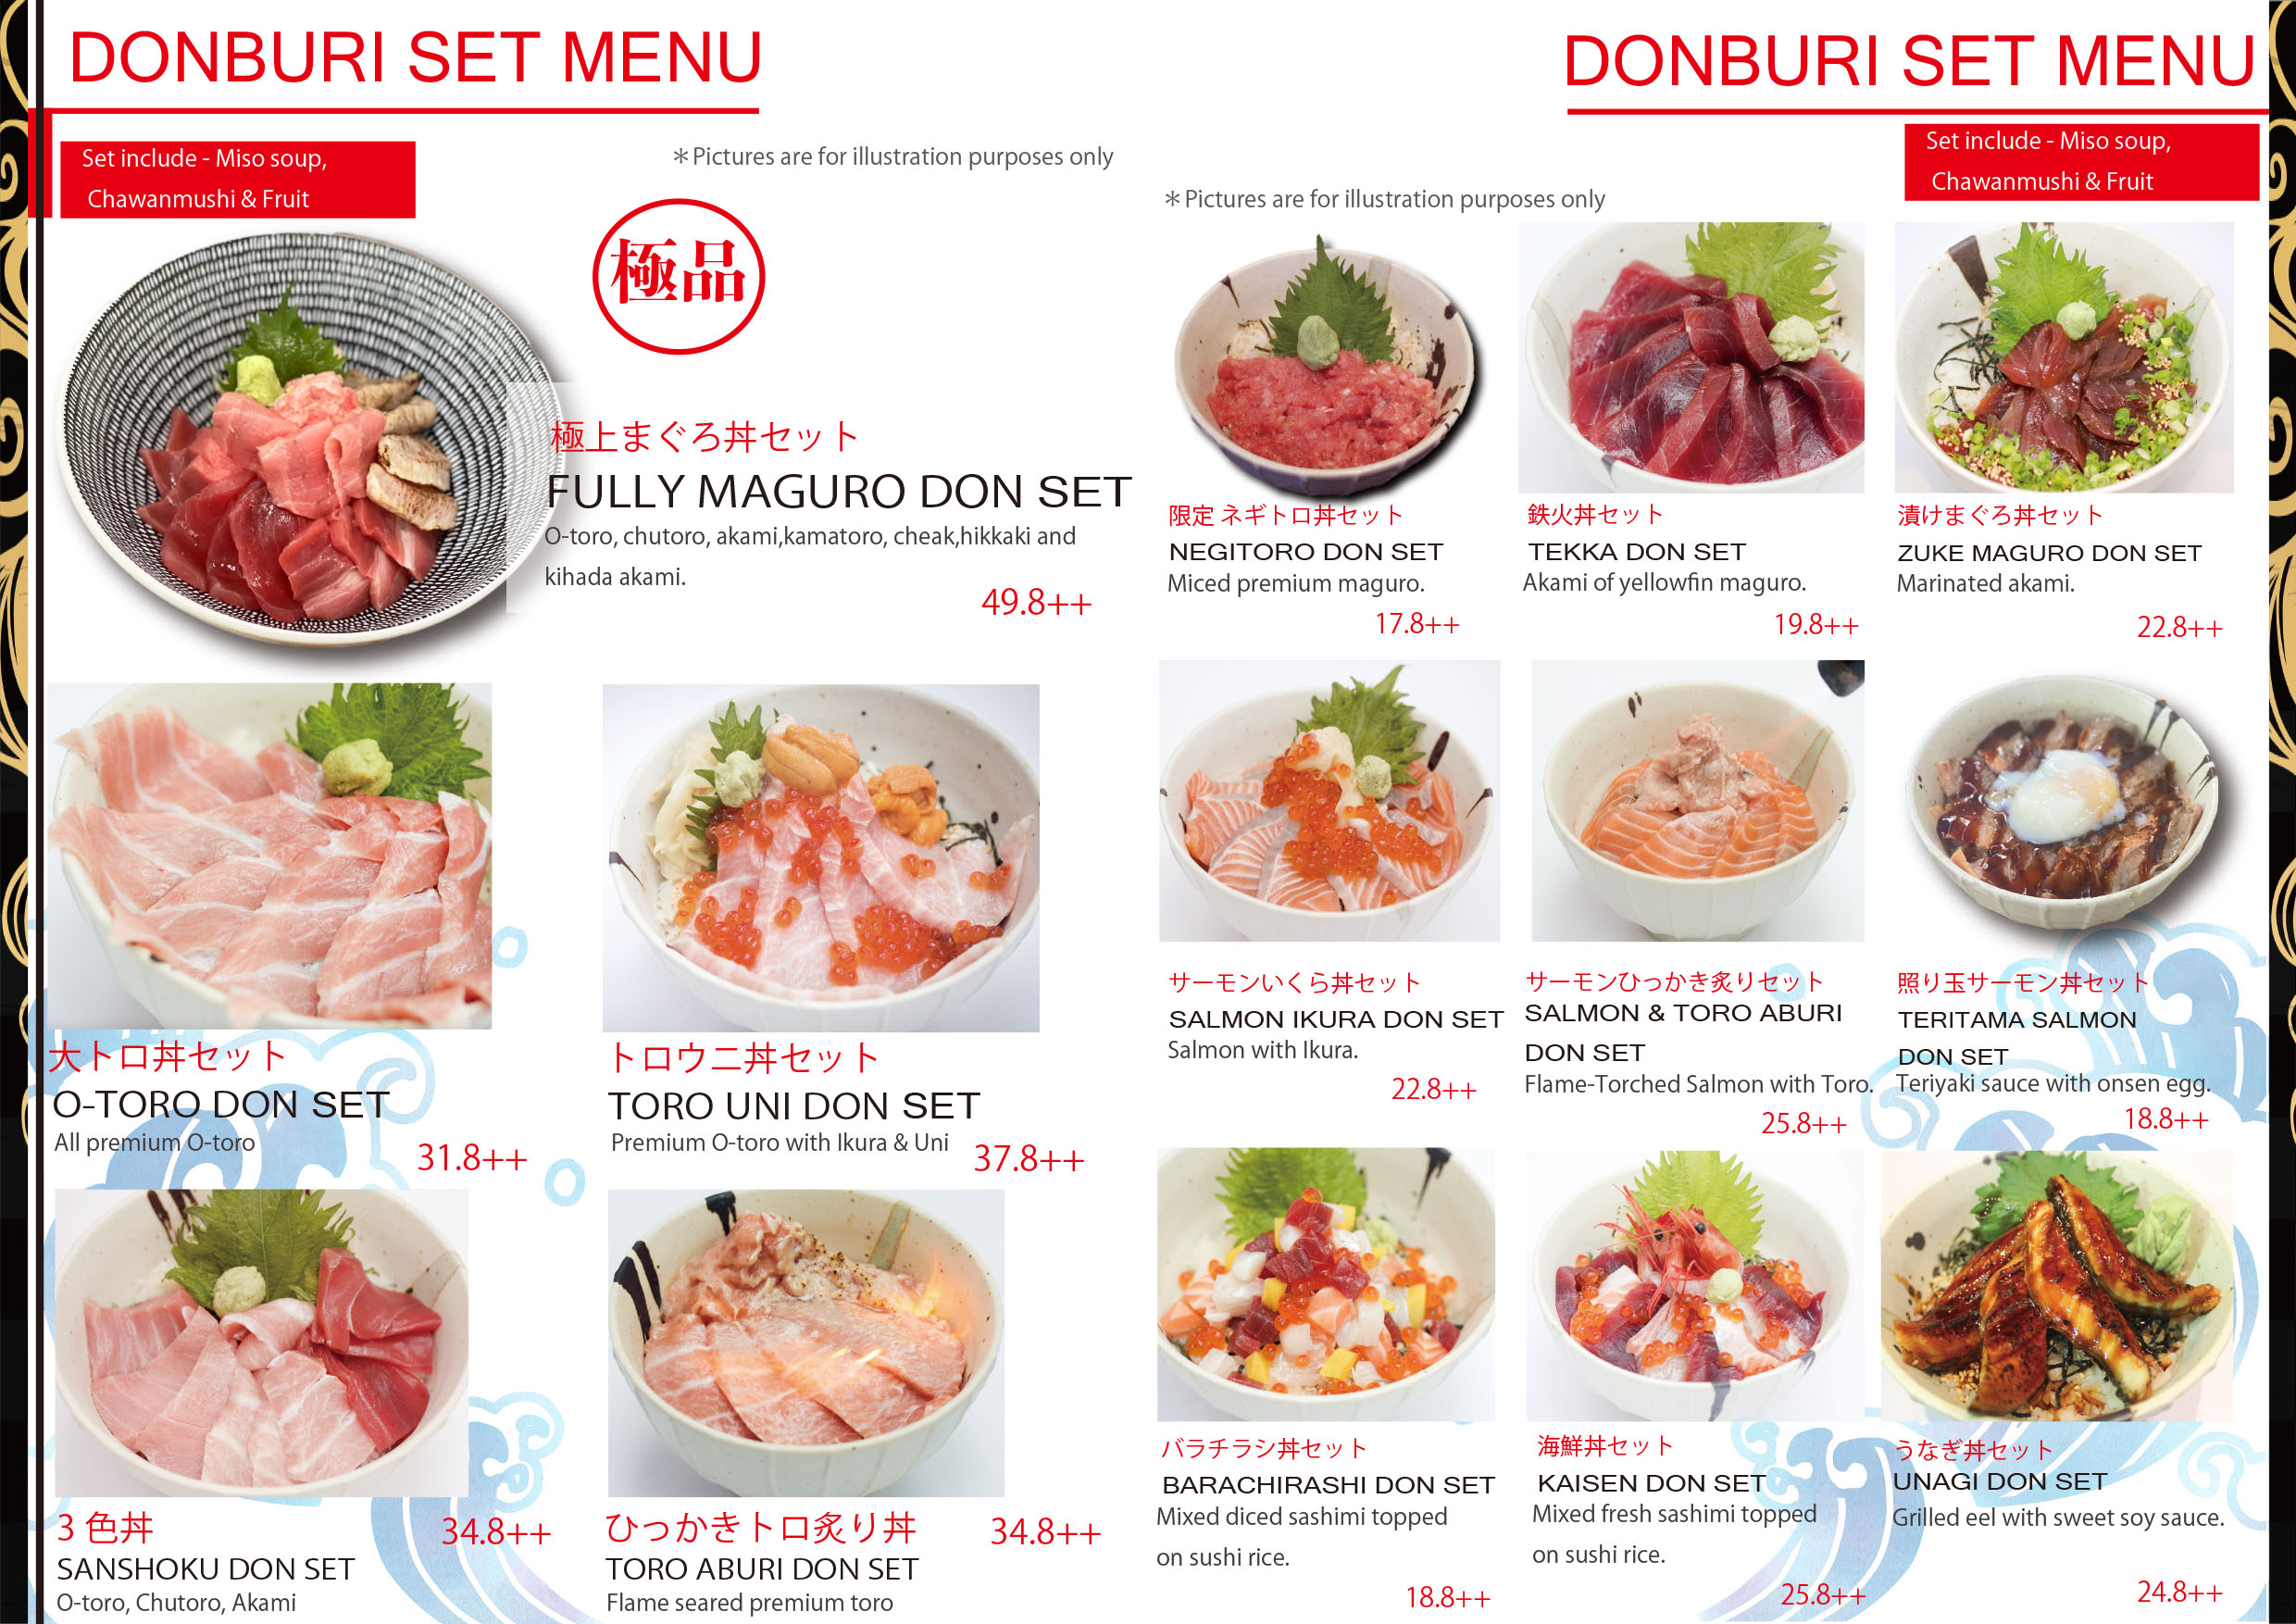 DONBURI SET MENU
Set include - Miso soup,
Chawanmushi & Fruit
＊Pictures are for illustration purposes only
極品
極上まぐろ丼セット
FULLY MAGURO DON SET
O-toro, chutoro, akami,kamatoro, cheak,hikkaki and
kihada akami.
49.8++
大トロ丼セット
O-TORO DON SET
All premium O-toro
31.8++
トロウニ丼セット
TORO UNI DON SET
Premium O-toro with Ikura & Uni
37.8++
3 色丼
34.8++
SANSHOKU DON SET
O-toro, Chutoro, Akami
ひっかきトロ炙り丼
34.8++
TORO ABURI DON SET
Flame seared premium toro
DONBURI SET MENU
Set include - Miso soup,
Chawanmushi & Fruit
＊Pictures are for illustration purposes only
限定 ネギトロ丼セット
NEGITORO DON SET
Miced premium maguro.
17.8++
鉄火丼セット
TEKKA DON SET
Akami of yellowfin maguro.
19.8++
漬けまぐろ丼セット
ZUKE MAGURO DON SET
Marinated akami.
22.8++
サーモンいくら丼セット
SALMON IKURA DON SET
Salmon with Ikura.
22.8++
サーモンひっかき炙りセット
SALMON & TORO ABURI
DON SET
Flame-Torched Salmon with Toro.
25.8++
照り玉サーモン丼セット
TERITAMA SALMON
DON SET
Teriyaki sauce with onsen egg.
18.8++
バラチラシ丼セット
BARACHIRASHI DON SET
Mixed diced sashimi topped
on sushi rice.
18.8++
海鮮丼セット
KAISEN DON SET
Mixed fresh sashimi topped
on sushi rice.
25.8++
うなぎ丼セット
UNAGI DON SET
Grilled eel with sweet soy sauce.
24.8++